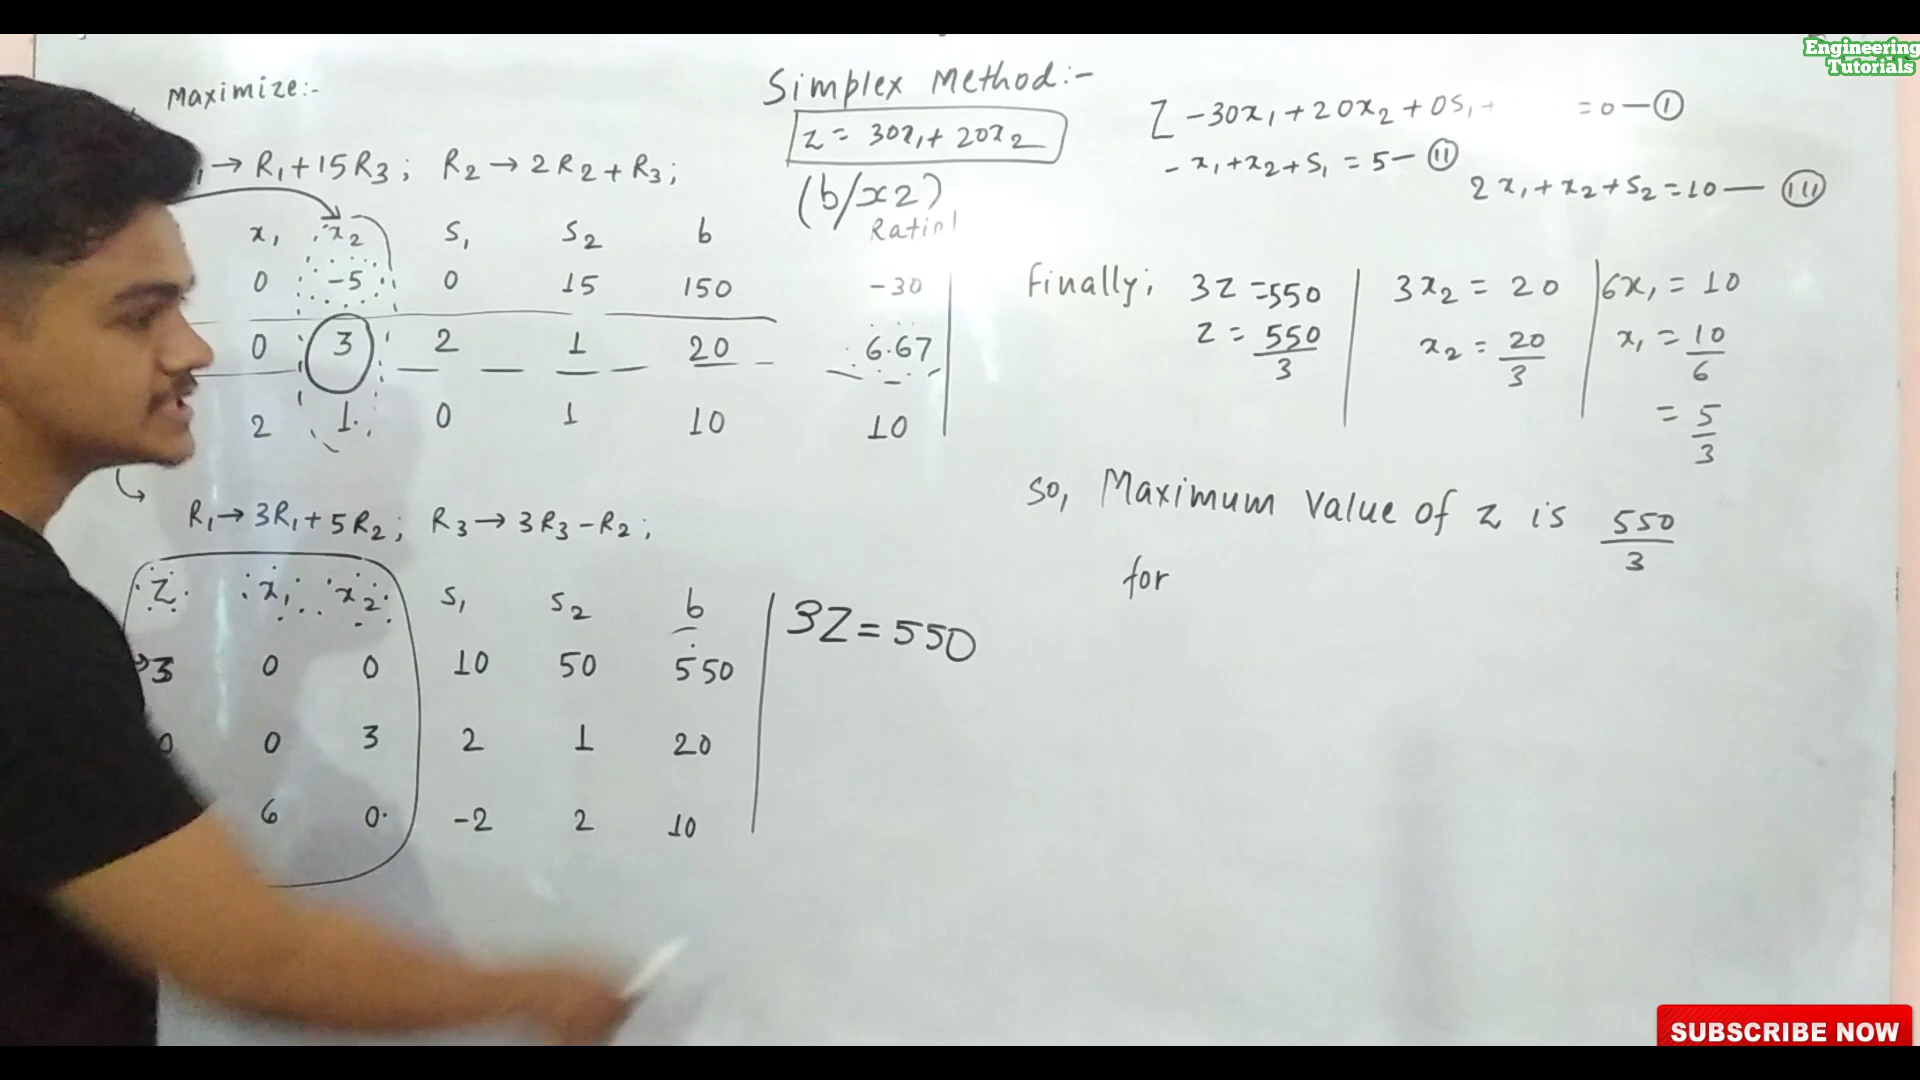 Engineering
Tutorials
Maximize:-
Simplex Method:-
Z = 30x₁ + 20x₂
Z - 30x₁ + 20x₂ + 0S₁ + = 0 — (I)
- x₁ + x₂ + S₁ = 5 — (II)
2x₁ + x₂ + S₂ = 10 — (III)
→ R₁ + 15R₃ ; R₂ → 2R₂ + R₃ ;
(b/x2)
Ratio
x₁ x₂ S₁ S₂ b
0 -5 0 15 150 -30
0 3 2 1 20 6.67
2 1 0 1 10 10
Finally; 3Z = 550 3x₂ = 20 6x₁ = 10
Z = 550/3 x₂ = 20/3 x₁ = 10/6
= 5/3
R₁ → 3R₁ + 5R₂ ; R₃ → 3R₃ - R₂ ;
So, Maximum Value of Z is 550/3
for
Z x₁ x₂ S₁ S₂ b
3 0 0 10 50 550
0 0 3 2 1 20
6 0 -2 2 10
3Z = 550
SUBSCRIBE NOW